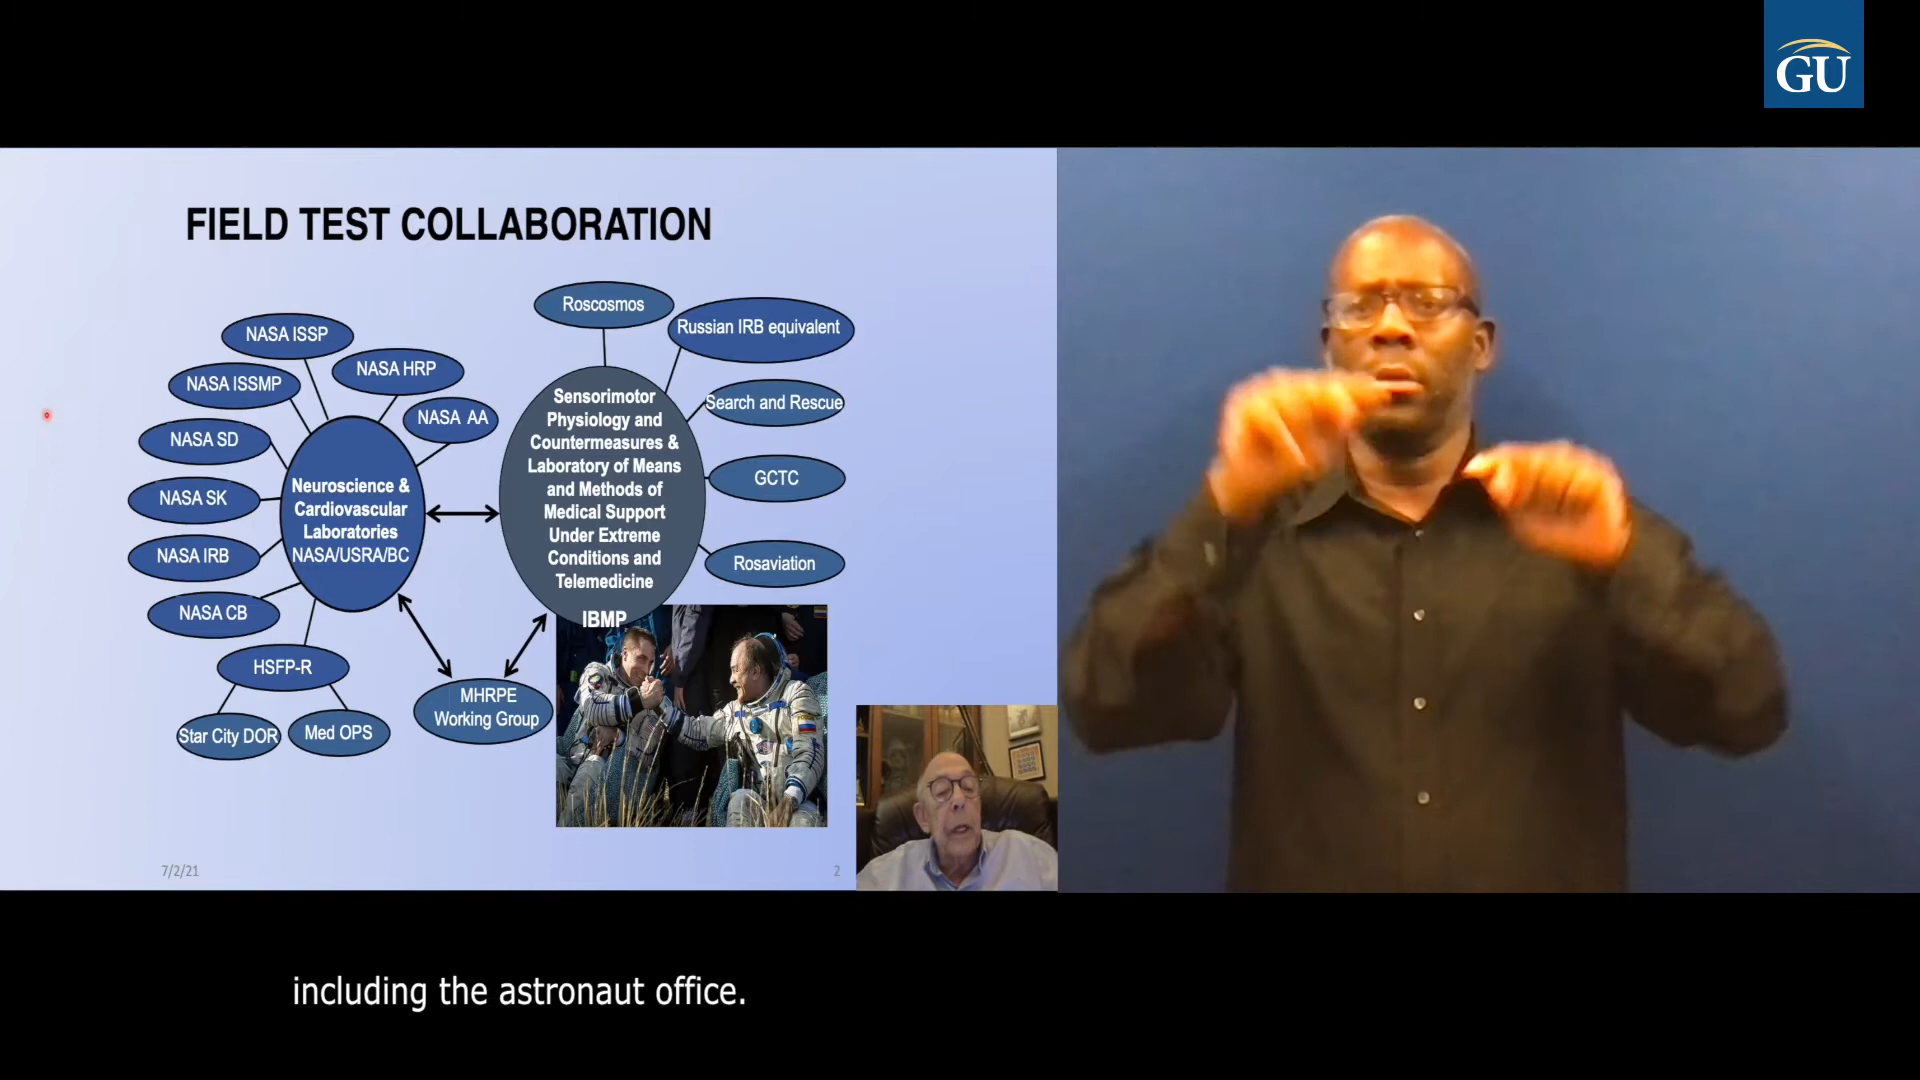 GU
FIELD TEST COLLABORATION
Roscosmos
Russian IRB equivalent
NASA ISSP
NASA HRP
NASA ISSMP
NASA AA
Search and Rescue
NASA SD
GCTC
NASA SK
Rosaviation
NASA IRB
NASA CB
Neuroscience &
Cardiovascular
Laboratories
NASA/USRA/BC
Sensorimotor
Physiology and
Countermeasures &
Laboratory of Means
and Methods of
Medical Support
Under Extreme
Conditions and
Telemedicine
IBMP
HSFP-R
MHRPE
Working Group
Star City DOR
Med OPS
7/2/21
2
including the astronaut office.